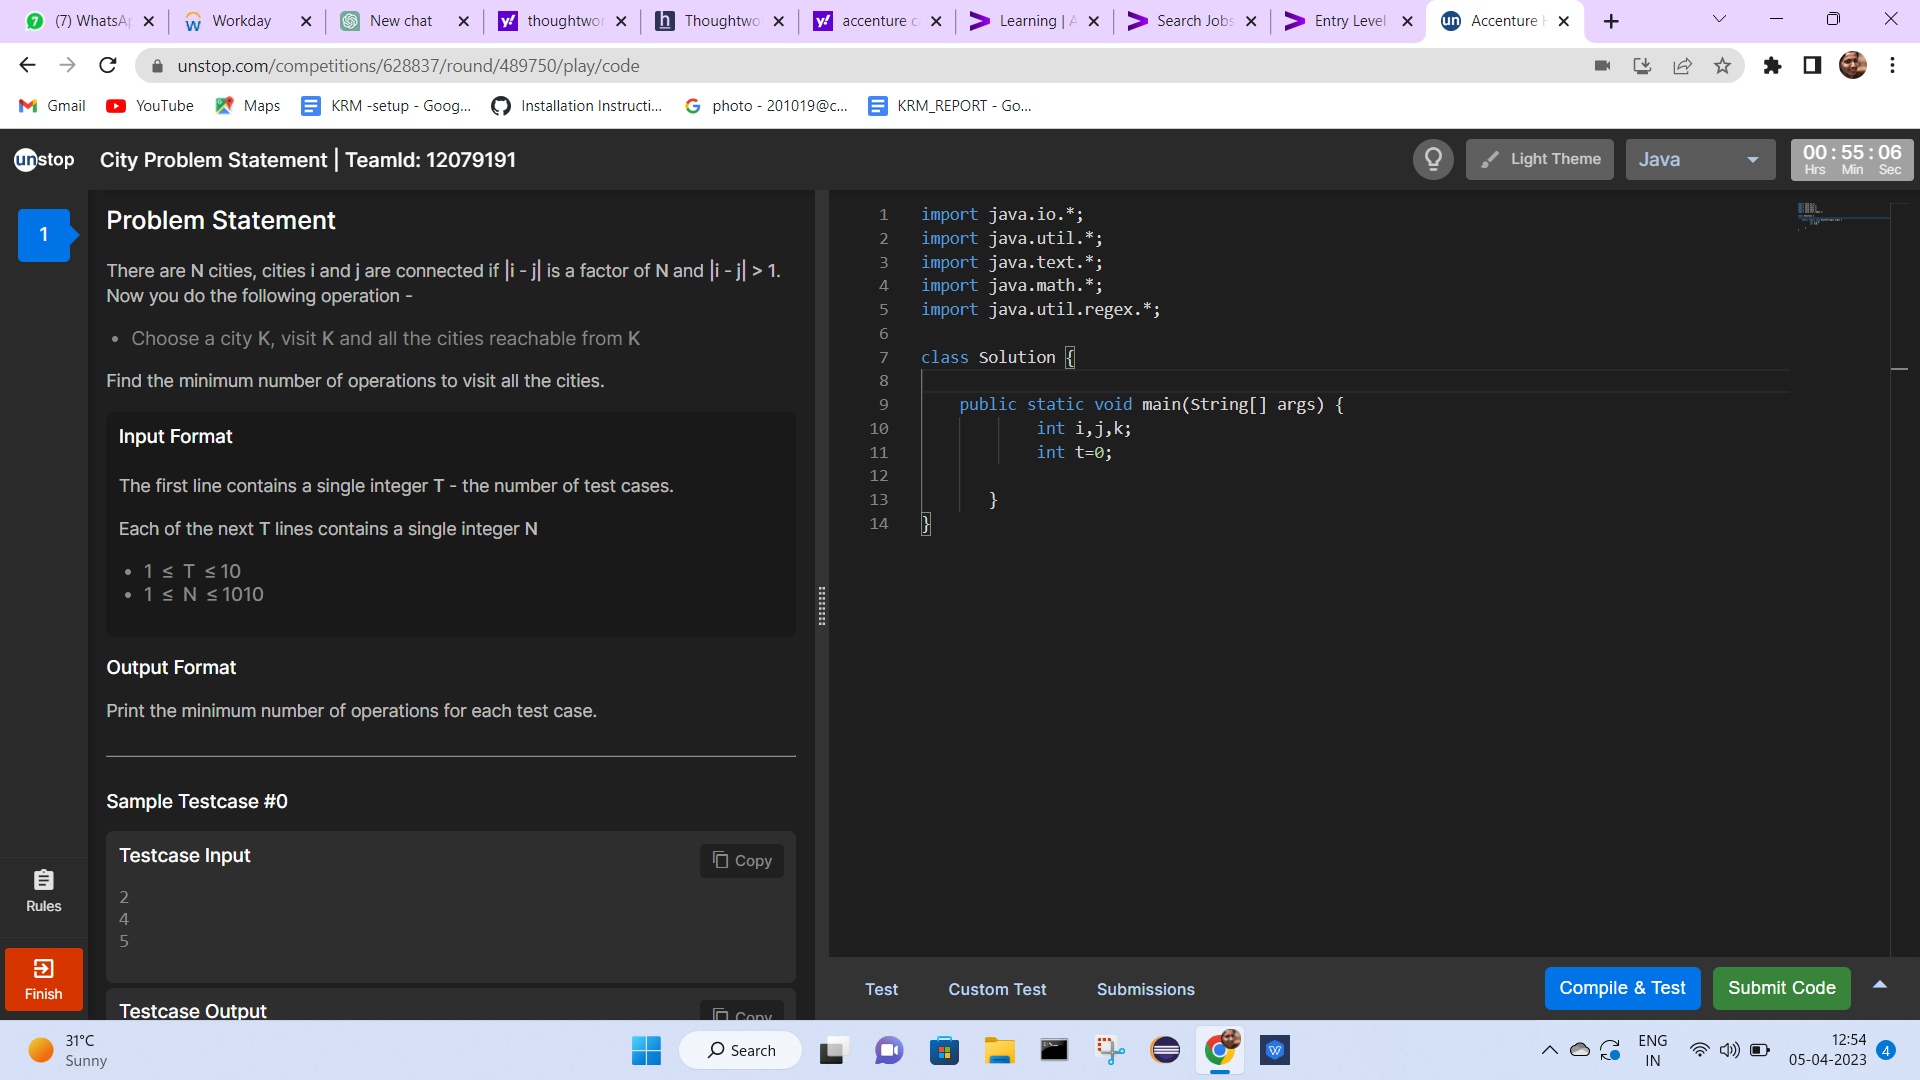 (7) WhatsAp
Workday
New chat
thoughtwor
Thoughtwo
accenture c
Learning | A
Search Jobs
Entry Level
Accenture H
unstop.com/competitions/628837/round/489750/play/code
Gmail
YouTube
Maps
KRM -setup - Goog...
Installation Instructi...
photo - 201019@c...
KRM_REPORT - Go...
unstop
City Problem Statement | TeamId: 12079191
Light Theme
Java
00 : 55 : 06
Hrs Min Sec
1
Problem Statement
There are N cities, cities i and j are connected if |i - j| is a factor of N and |i - j| > 1.
Now you do the following operation -
• Choose a city K, visit K and all the cities reachable from K
Find the minimum number of operations to visit all the cities.
Input Format
The first line contains a single integer T - the number of test cases.
Each of the next T lines contains a single integer N
• 1 ≤ T ≤ 10
• 1 ≤ N ≤ 1010
Output Format
Print the minimum number of operations for each test case.
Sample Testcase #0
Testcase Input
Copy
2
4
5
Testcase Output
Copy
Rules
Finish
1 import java.io.*;
2 import java.util.*;
3 import java.text.*;
4 import java.math.*;
5 import java.util.regex.*;
6
7 class Solution {
8
9 public static void main(String[] args) {
10 int i,j,k;
11 int t=0;
12
13 }
14 }
Test
Custom Test
Submissions
Compile & Test
Submit Code
31°C
Sunny
Search
ENG
IN
12:54
05-04-2023
4